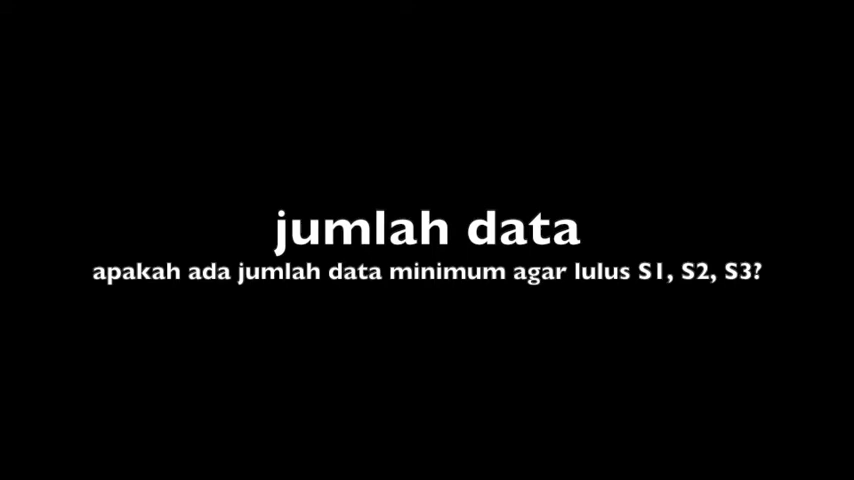 jumlah data
apakah ada jumlah data minimum agar lulus S1, S2, S3?